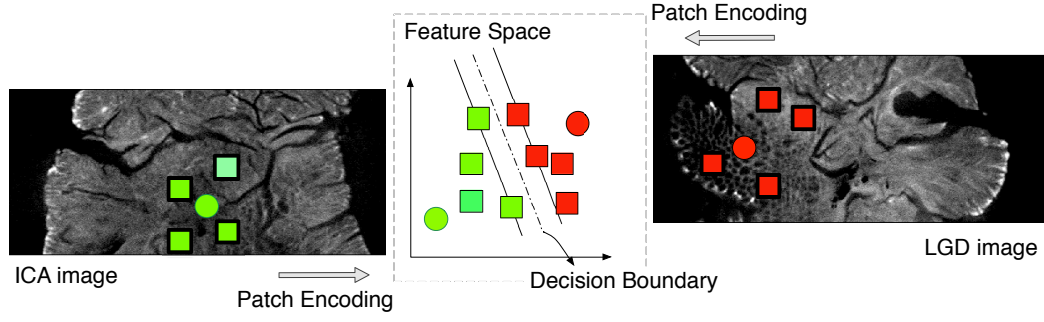 Patch Encoding
Feature Space
ICA image
LGD image
Decision Boundary
Patch Encoding